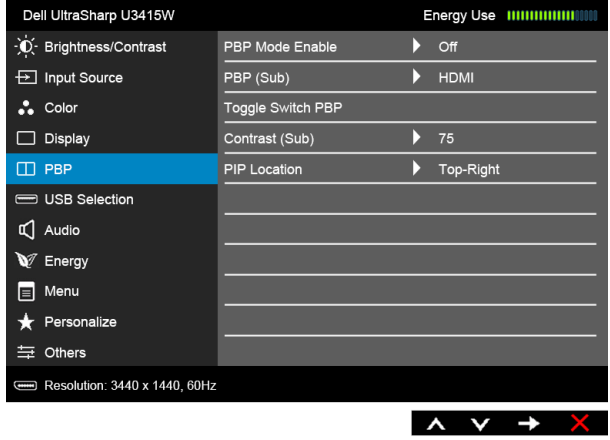 Dell UltraSharp U3415W Energy Use
Brightness/Contrast PBP Mode Enable Off
Input Source PBP (Sub) HDMI
Color Toggle Switch PBP
Display Contrast (Sub) 75
PBP PIP Location Top-Right
USB Selection
Audio
Energy
Menu
Personalize
Others
Resolution: 3440 x 1440, 60Hz